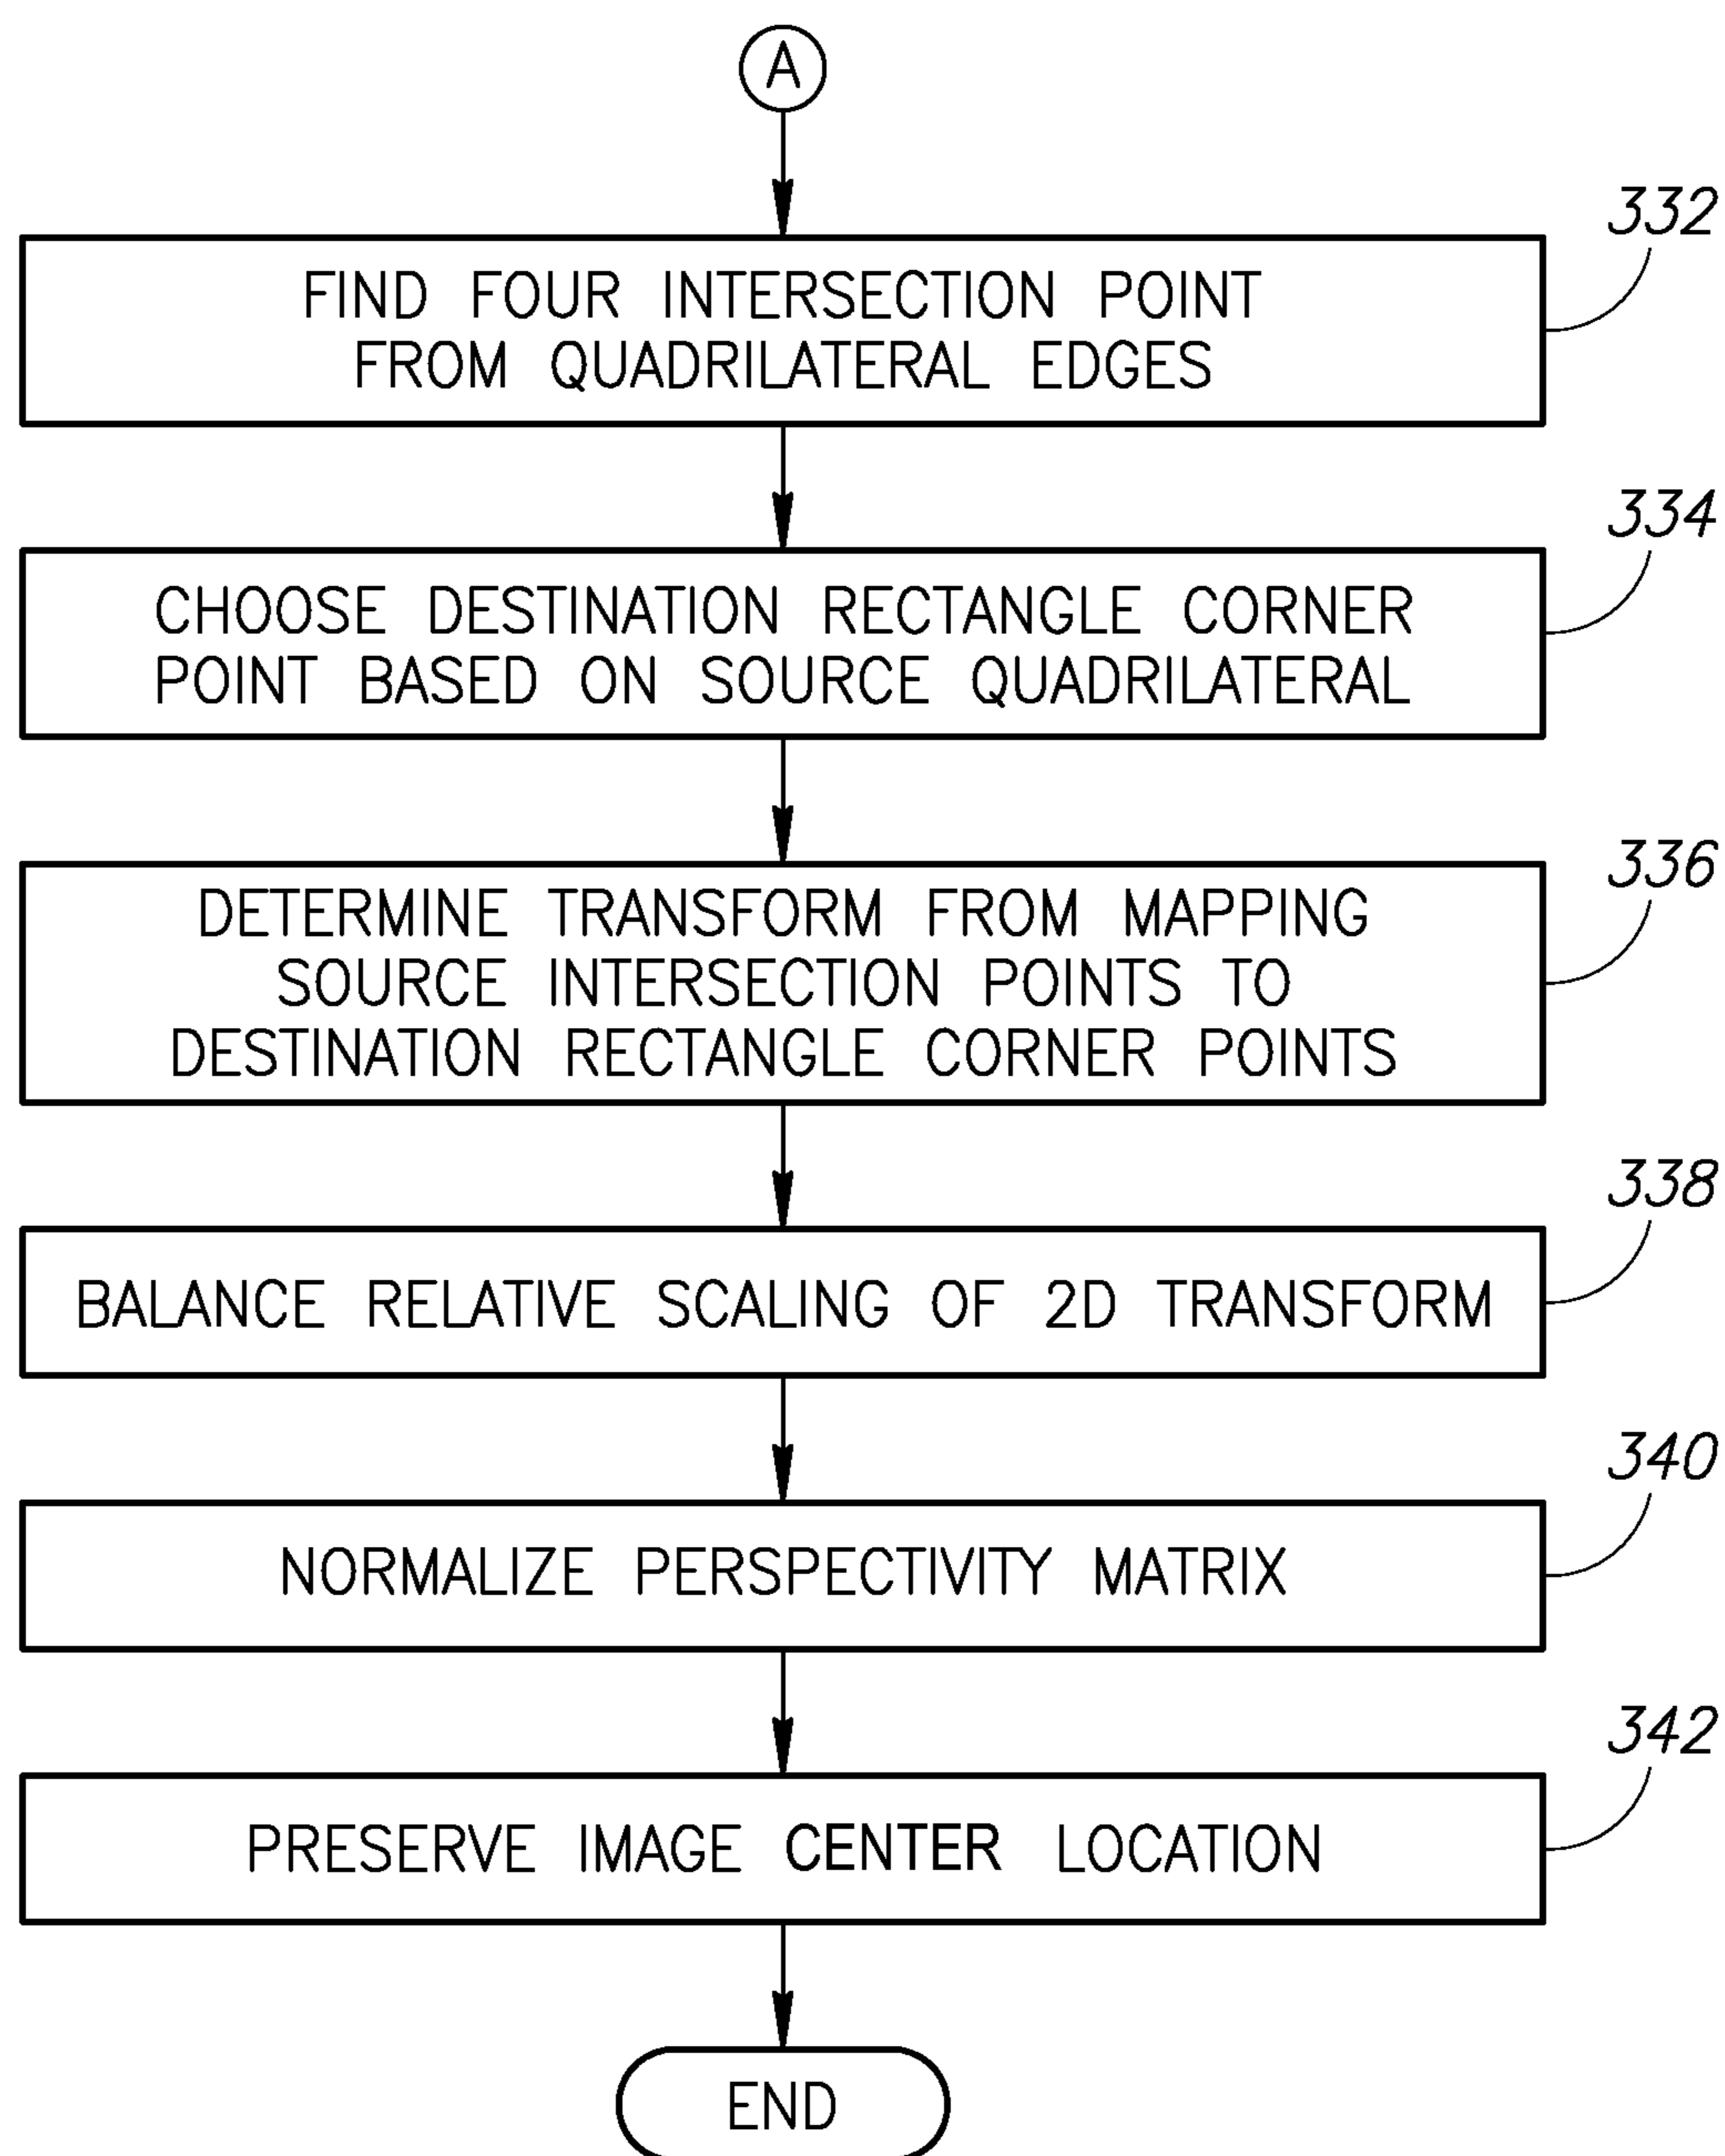 A
332
FIND FOUR INTERSECTION POINT
FROM QUADRILATERAL EDGES
334
CHOOSE DESTINATION RECTANGLE CORNER
POINT BASED ON SOURCE QUADRILATERAL
336
DETERMINE TRANSFORM FROM MAPPING
SOURCE INTERSECTION POINTS TO
DESTINATION RECTANGLE CORNER POINTS
338
BALANCE RELATIVE SCALING OF 2D TRANSFORM
340
NORMALIZE PERSPECTIVITY MATRIX
342
PRESERVE IMAGE CENTER LOCATION
END